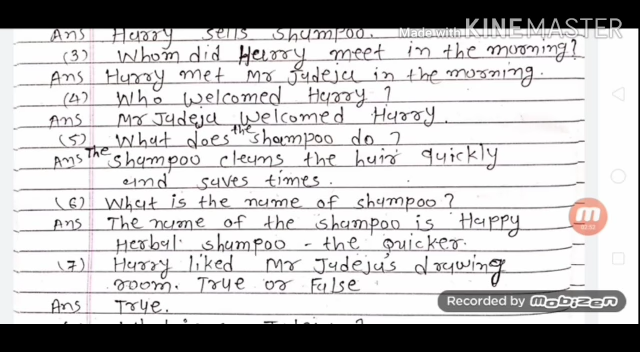 Ans Harry sells shampoo.
Made with KINEMASTER
(3) Whom did Harry meet in the morning?
Ans Harry met Mr Jadeja in the morning.
(4) Who welcomed Harry?
Ans Mr Jadeja welcomed Harry.
(5) What does the shampoo do?
Ans The shampoo cleans the hair quickly
and saves times.
(6) What is the name of shampoo?
Ans The name of the shampoo is Happy
Herbal shampoo - the quicker.
(7) Harry liked Mr Jadeja's drawing
room. True or False
Ans True.
Recorded by mobizen